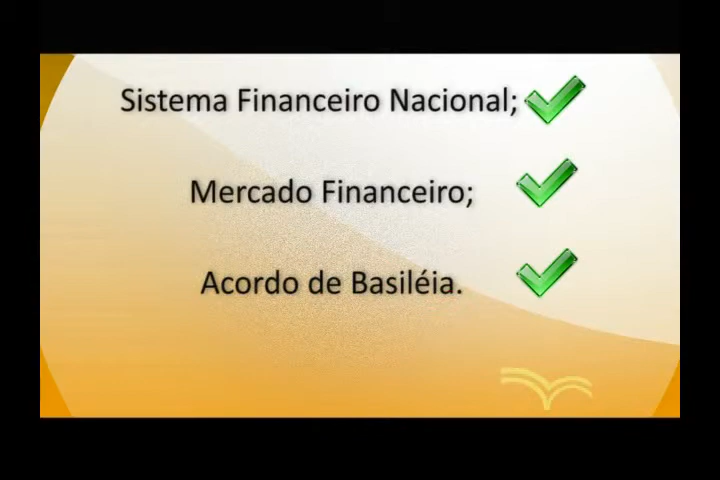 Sistema Financeiro Nacional;
Mercado Financeiro;
Acordo de Basiléia.